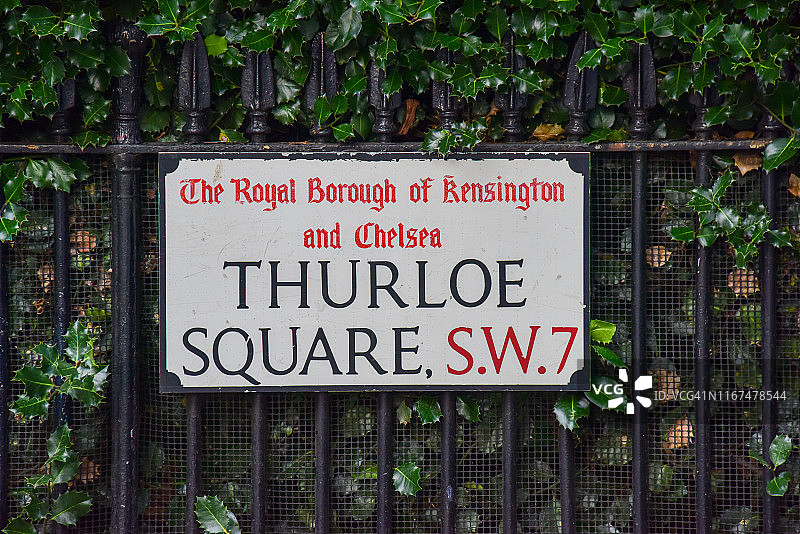 The Royal Borough of Kensington
and Chelsea
THURLOE
SQUARE, S.W.7
VCG
ID:VCG41N1167478544